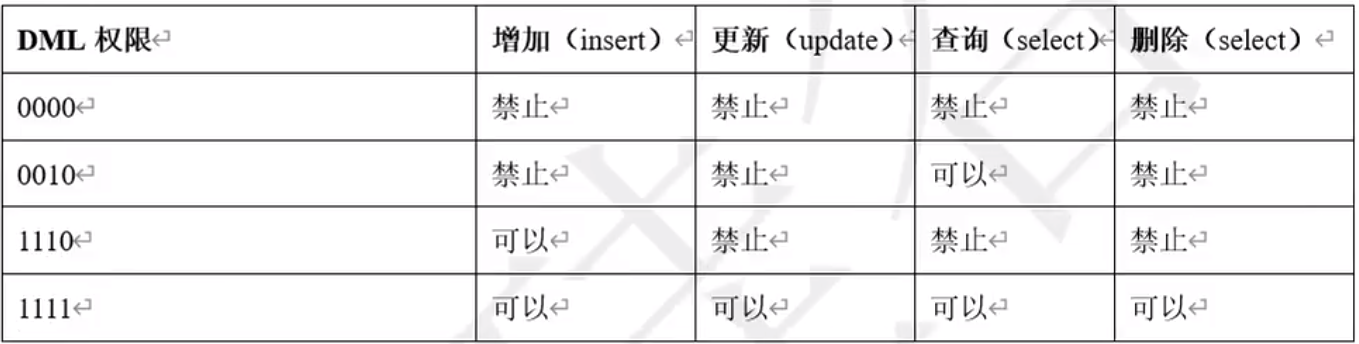 DML 权限 增加（insert） 更新（update） 查询（select） 删除（select）
0000 禁止 禁止 禁止 禁止
0010 禁止 禁止 可以 禁止
1110 可以 禁止 禁止 禁止
1111 可以 可以 可以 可以